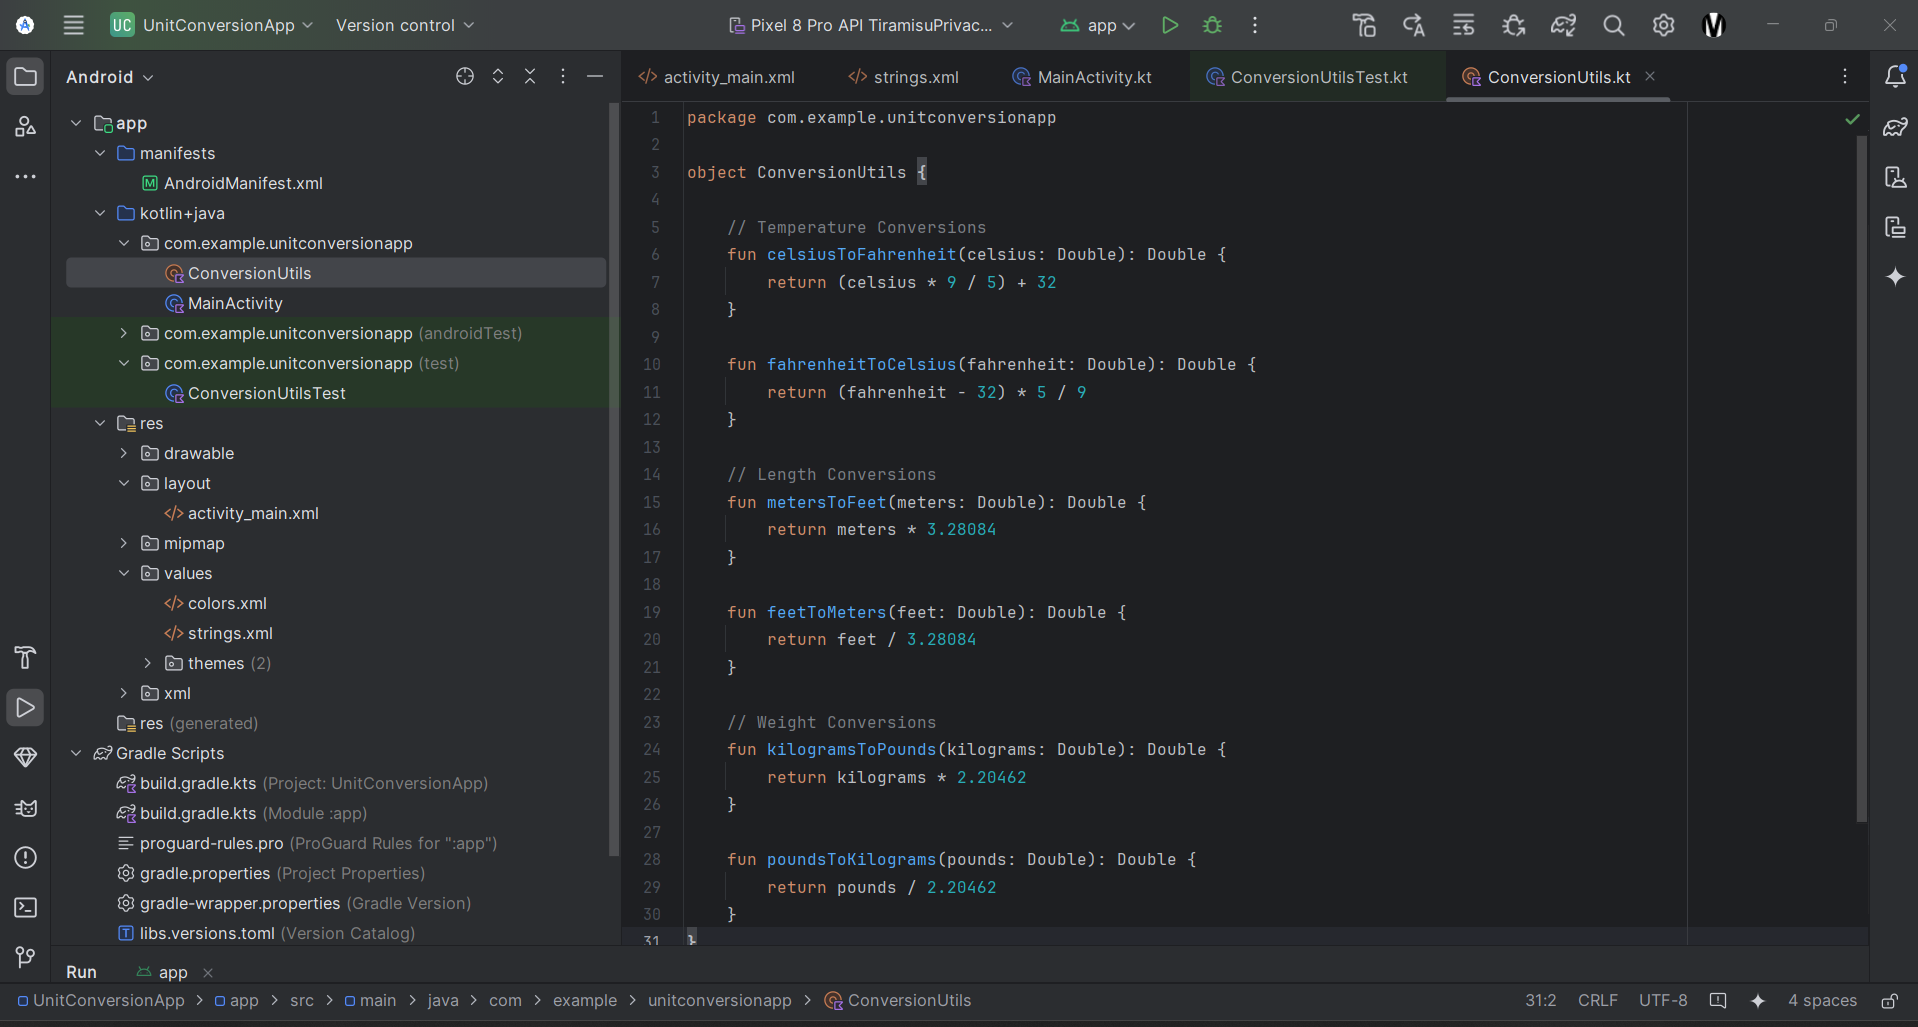 UC UnitConversionApp Version control Pixel 8 Pro API TiramisuPrivac... app
Android
app
manifests
AndroidManifest.xml
kotlin+java
com.example.unitconversionapp
ConversionUtils
MainActivity
com.example.unitconversionapp (androidTest)
com.example.unitconversionapp (test)
ConversionUtilsTest
res
drawable
layout
activity_main.xml
mipmap
values
colors.xml
strings.xml
themes (2)
xml
res (generated)
Gradle Scripts
build.gradle.kts (Project: UnitConversionApp)
build.gradle.kts (Module :app)
proguard-rules.pro (ProGuard Rules for ":app")
gradle.properties (Project Properties)
gradle-wrapper.properties (Gradle Version)
libs.versions.toml (Version Catalog)
activity_main.xml strings.xml MainActivity.kt ConversionUtilsTest.kt ConversionUtils.kt
1 package com.example.unitconversionapp
2
3 object ConversionUtils {
4
5 // Temperature Conversions
6 fun celsiusToFahrenheit(celsius: Double): Double {
7 return (celsius * 9 / 5) + 32
8 }
9
10 fun fahrenheitToCelsius(fahrenheit: Double): Double {
11 return (fahrenheit - 32) * 5 / 9
12 }
13
14 // Length Conversions
15 fun metersToFeet(meters: Double): Double {
16 return meters * 3.28084
17 }
18
19 fun feetToMeters(feet: Double): Double {
20 return feet / 3.28084
21 }
22
23 // Weight Conversions
24 fun kilogramsToPounds(kilograms: Double): Double {
25 return kilograms * 2.20462
26 }
27
28 fun poundsToKilograms(pounds: Double): Double {
29 return pounds / 2.20462
30 }
31 }
Run app
UnitConversionApp > app > src > main > java > com > example > unitconversionapp > ConversionUtils 31:2 CRLF UTF-8 4 spaces